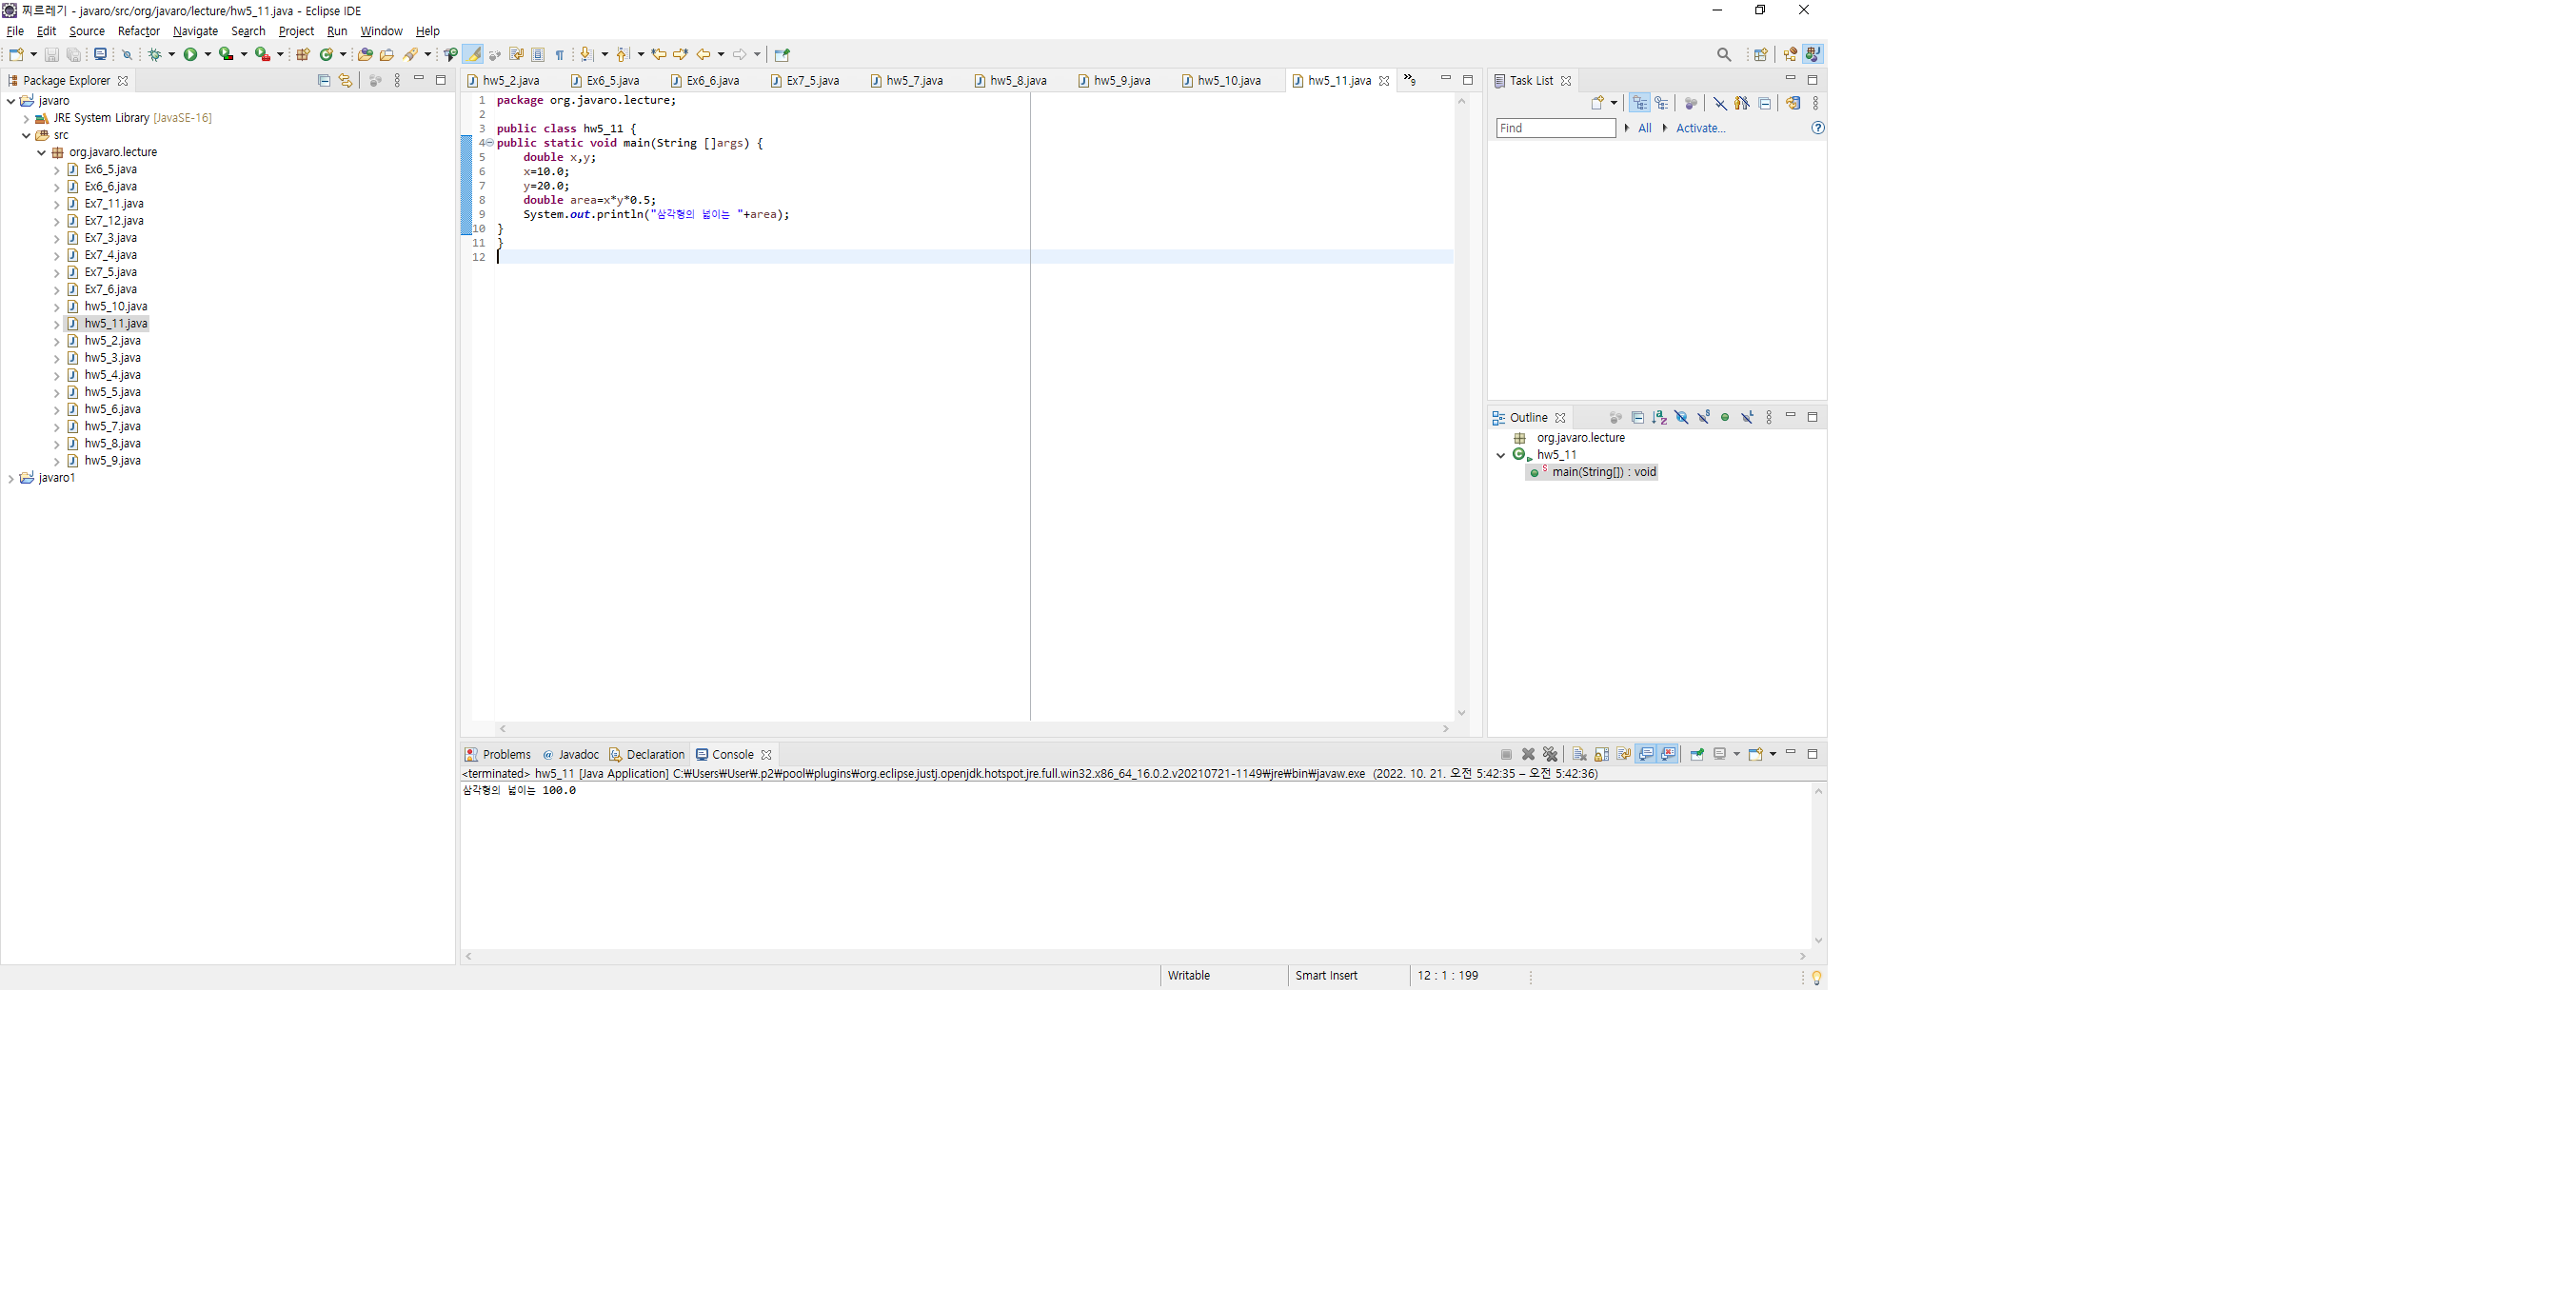 찌르레기 - javaro/src/org/javaro/lecture/hw5_11.java - Eclipse IDE
File Edit Source Refactor Navigate Search Project Run Window Help
Package Explorer
javaro
JRE System Library [JavaSE-16]
src
org.javaro.lecture
Ex6_5.java
Ex6_6.java
Ex7_11.java
Ex7_12.java
Ex7_3.java
Ex7_4.java
Ex7_5.java
Ex7_6.java
hw5_10.java
hw5_11.java
hw5_2.java
hw5_3.java
hw5_4.java
hw5_5.java
hw5_6.java
hw5_7.java
hw5_8.java
hw5_9.java
javaro1
hw5_2.java Ex6_5.java Ex6_6.java Ex7_5.java hw5_7.java hw5_8.java hw5_9.java hw5_10.java hw5_11.java »9
1 package org.javaro.lecture;
2
3 public class hw5_11 {
4 public static void main(String []args) {
5 double x,y;
6 x=10.0;
7 y=20.0;
8 double area=x*y*0.5;
9 System.out.println("삼각형의 넓이는 "+area);
10 }
11 }
12
Task List
Find All Activate...
Outline
org.javaro.lecture
hw5_11
main(String[]) : void
Problems Javadoc Declaration Console
<terminated> hw5_11 [Java Application] C:₩Users₩User₩.p2₩pool₩plugins₩org.eclipse.justj.openjdk.hotspot.jre.full.win32.x86_64_16.0.2.v20210721-1149₩jre₩bin₩javaw.exe (2022. 10. 21. 오전 5:42:35 – 오전 5:42:36)
삼각형의 넓이는 100.0
Writable Smart Insert 12 : 1 : 199